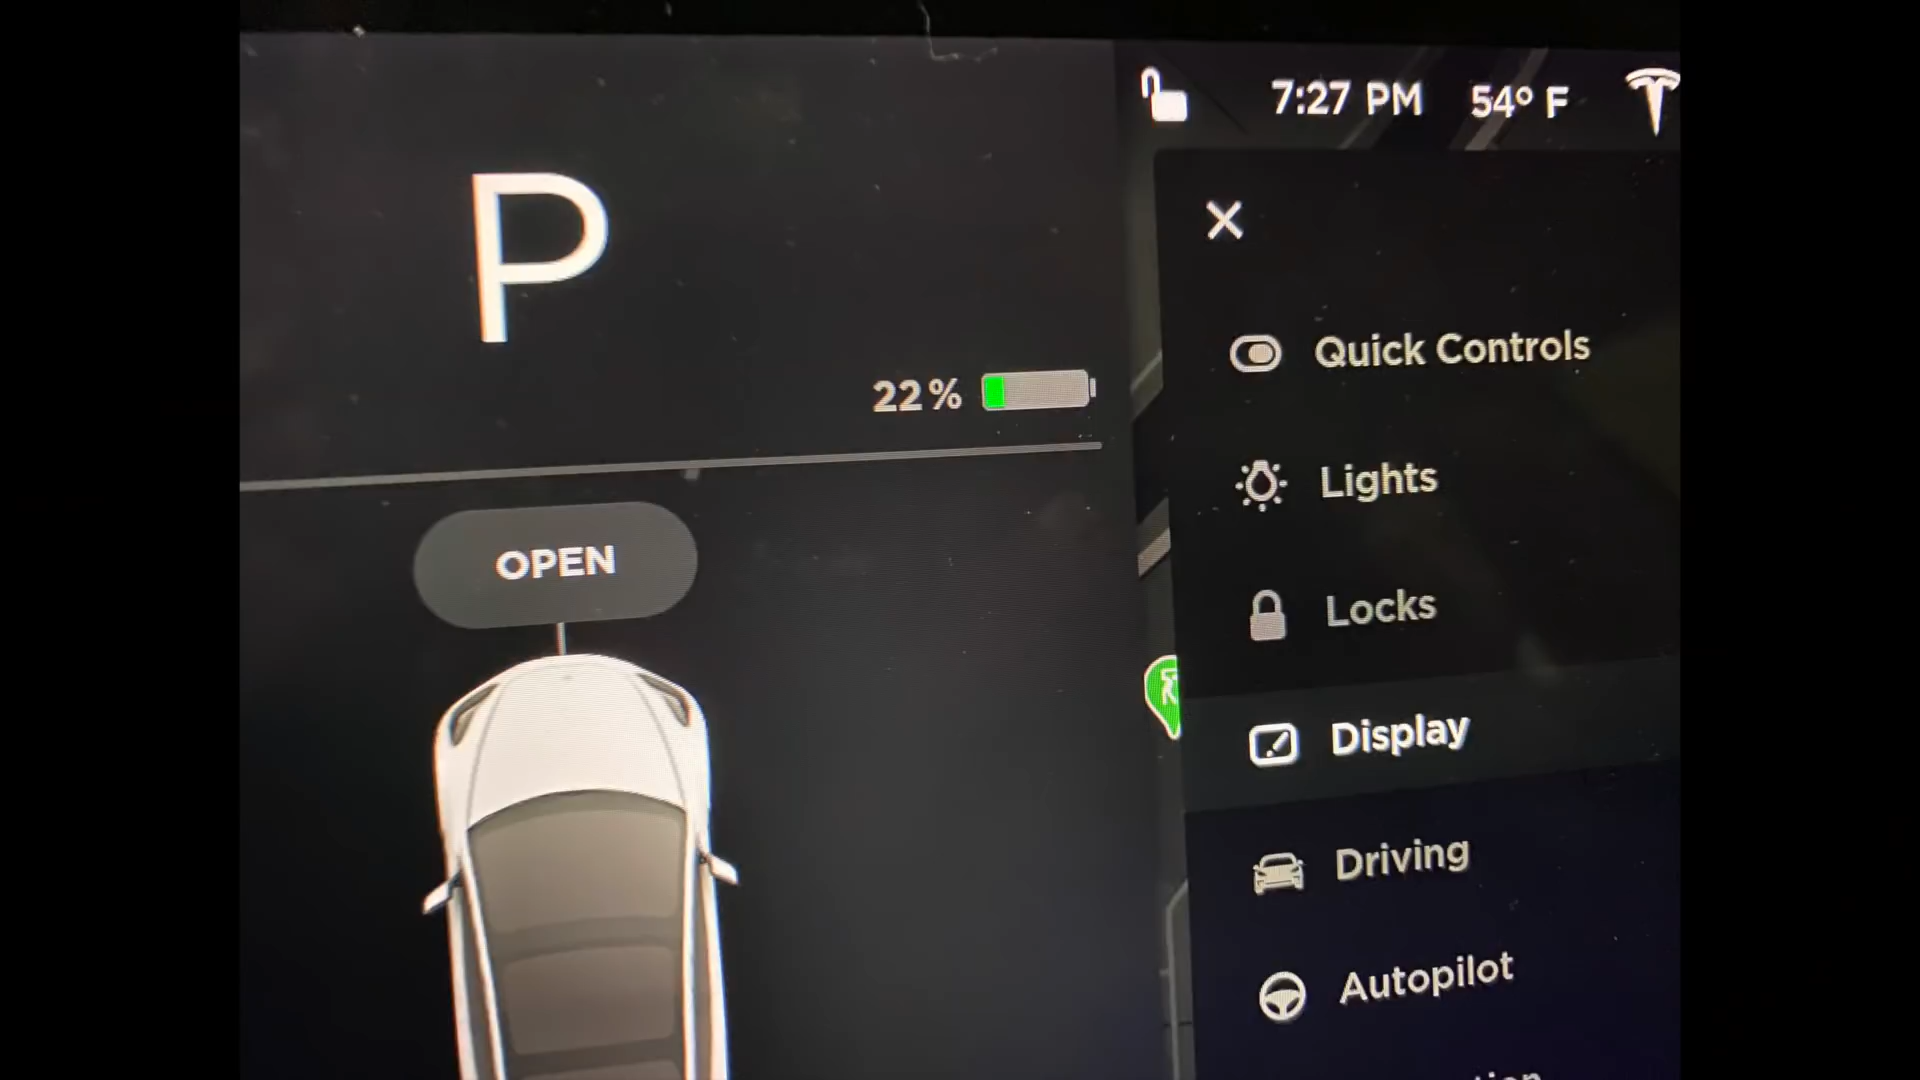 7:27 PM 54° F
P
22%
OPEN
Quick Controls
Lights
Locks
Display
Driving
Autopilot